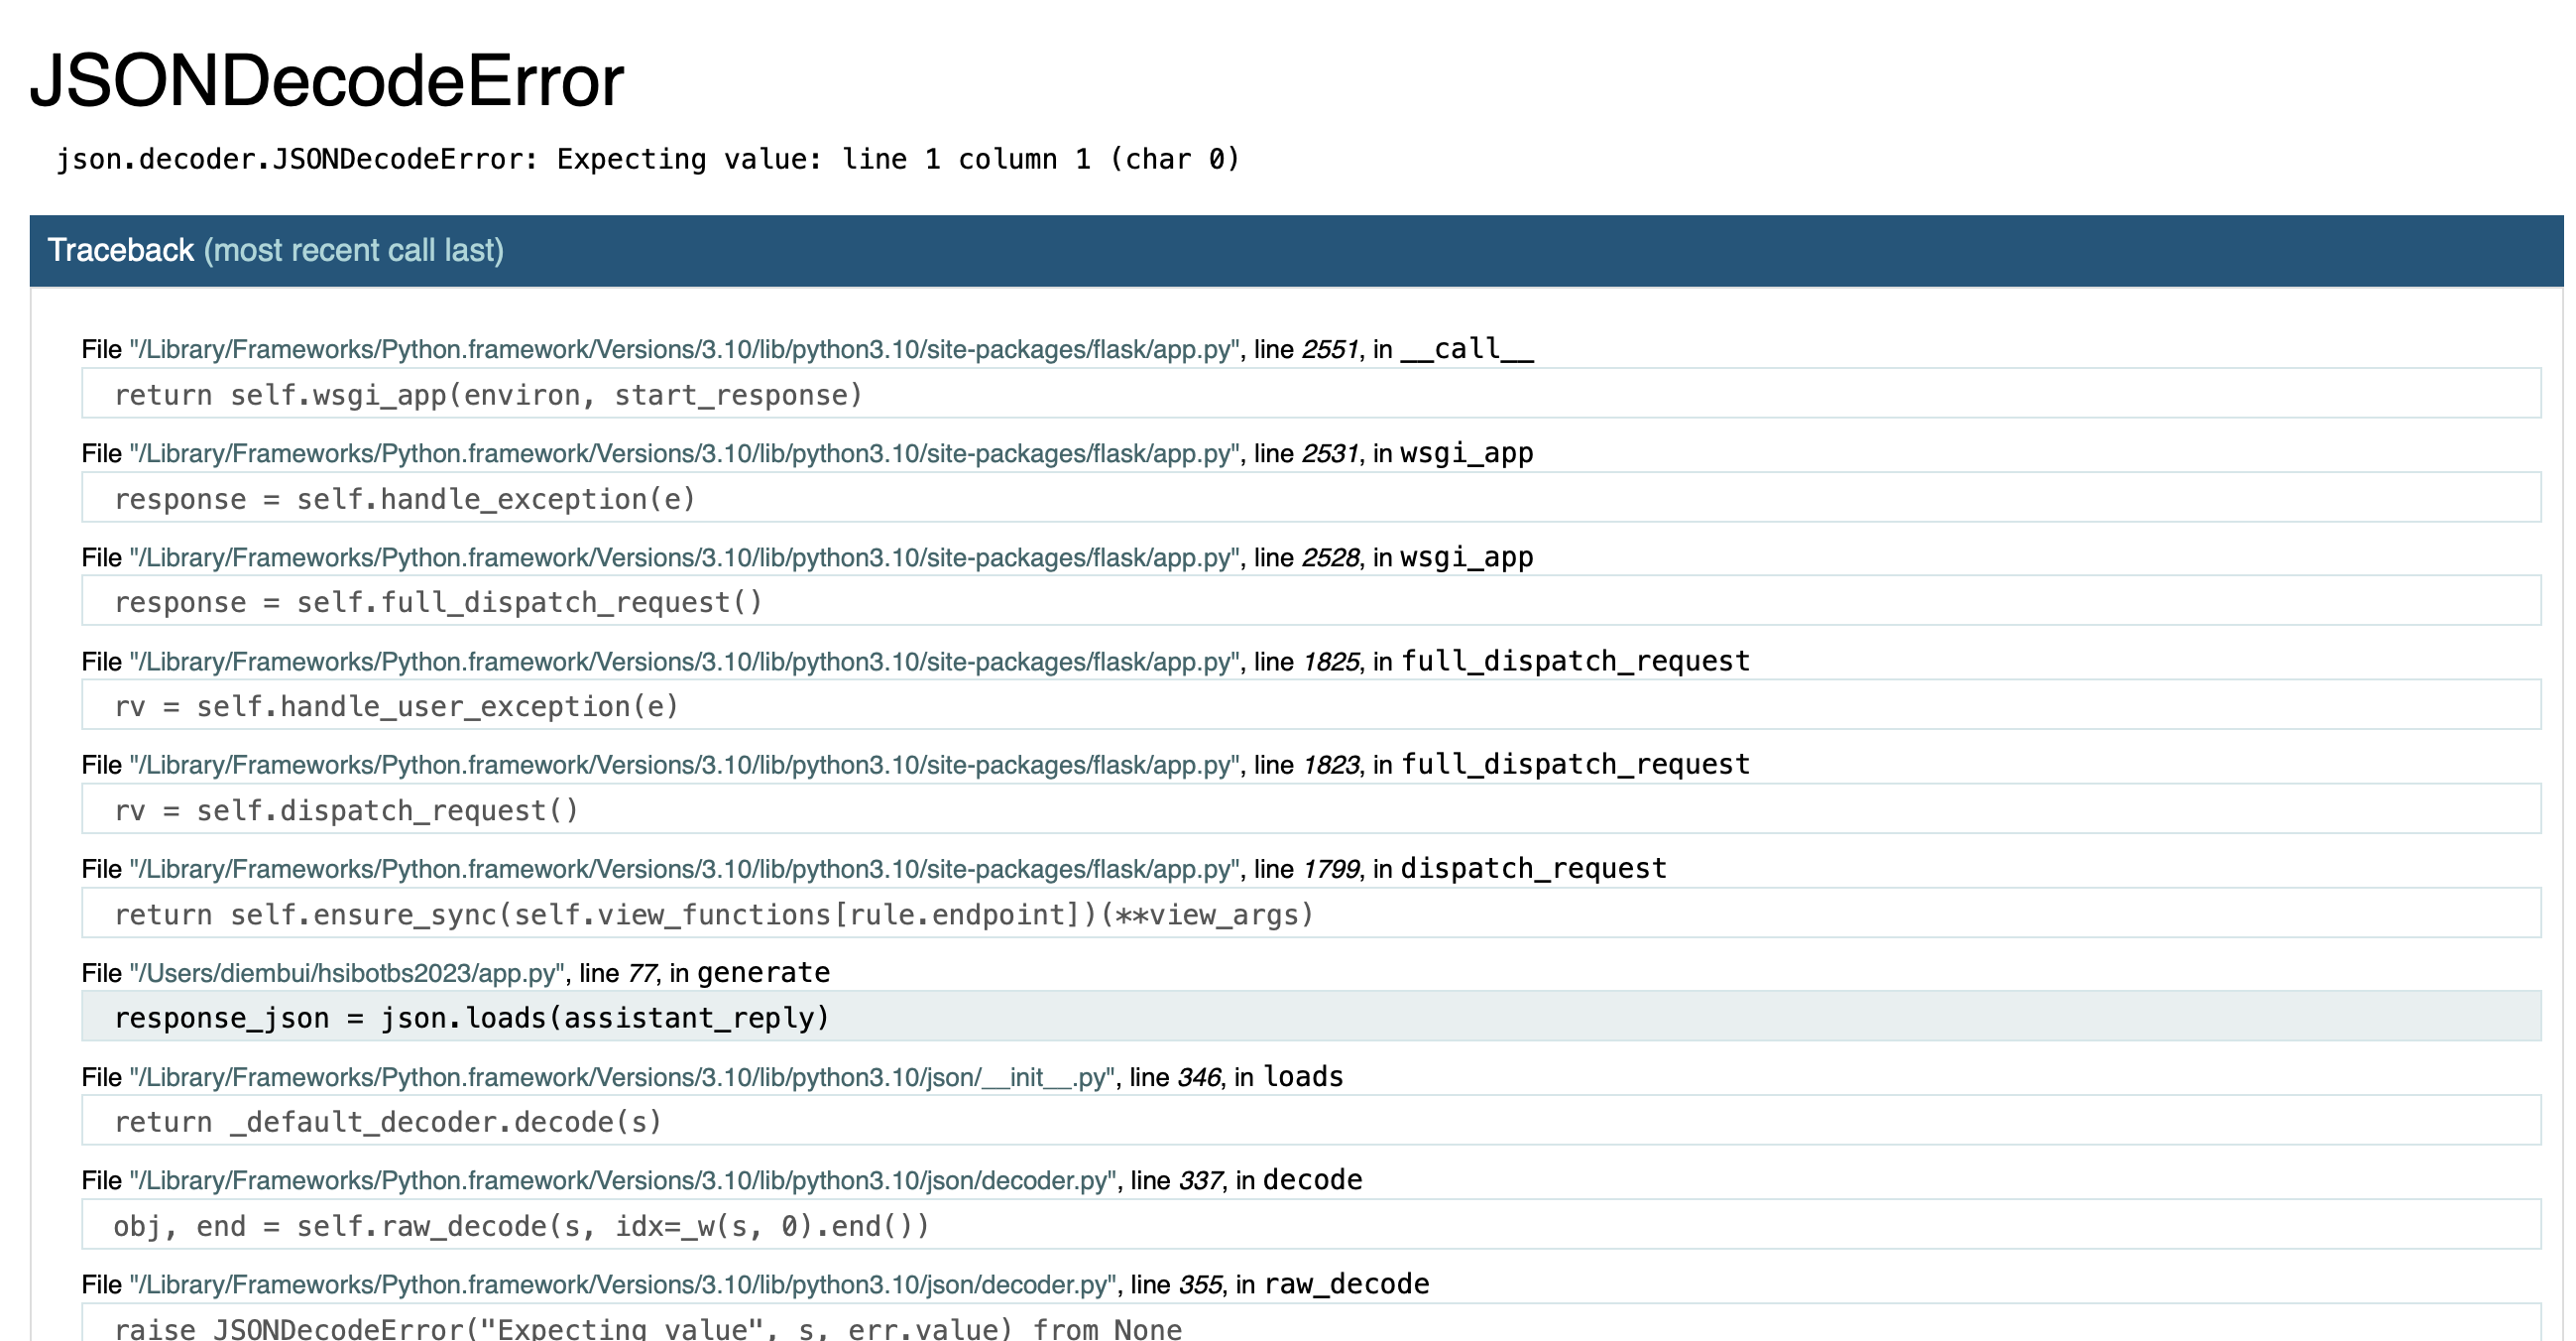 JSONDecodeError
json.decoder.JSONDecodeError: Expecting value: line 1 column 1 (char 0)
Traceback (most recent call last)
File "/Library/Frameworks/Python.framework/Versions/3.10/lib/python3.10/site-packages/flask/app.py", line 2551, in __call__
return self.wsgi_app(environ, start_response)
File "/Library/Frameworks/Python.framework/Versions/3.10/lib/python3.10/site-packages/flask/app.py", line 2531, in wsgi_app
response = self.handle_exception(e)
File "/Library/Frameworks/Python.framework/Versions/3.10/lib/python3.10/site-packages/flask/app.py", line 2528, in wsgi_app
response = self.full_dispatch_request()
File "/Library/Frameworks/Python.framework/Versions/3.10/lib/python3.10/site-packages/flask/app.py", line 1825, in full_dispatch_request
rv = self.handle_user_exception(e)
File "/Library/Frameworks/Python.framework/Versions/3.10/lib/python3.10/site-packages/flask/app.py", line 1823, in full_dispatch_request
rv = self.dispatch_request()
File "/Library/Frameworks/Python.framework/Versions/3.10/lib/python3.10/site-packages/flask/app.py", line 1799, in dispatch_request
return self.ensure_sync(self.view_functions[rule.endpoint])(**view_args)
File "/Users/diembui/hsibotbs2023/app.py", line 77, in generate
response_json = json.loads(assistant_reply)
File "/Library/Frameworks/Python.framework/Versions/3.10/lib/python3.10/json/__init__.py", line 346, in loads
return _default_decoder.decode(s)
File "/Library/Frameworks/Python.framework/Versions/3.10/lib/python3.10/json/decoder.py", line 337, in decode
obj, end = self.raw_decode(s, idx=_w(s, 0).end())
File "/Library/Frameworks/Python.framework/Versions/3.10/lib/python3.10/json/decoder.py", line 355, in raw_decode
raise JSONDecodeError("Expecting value", s, err.value) from None